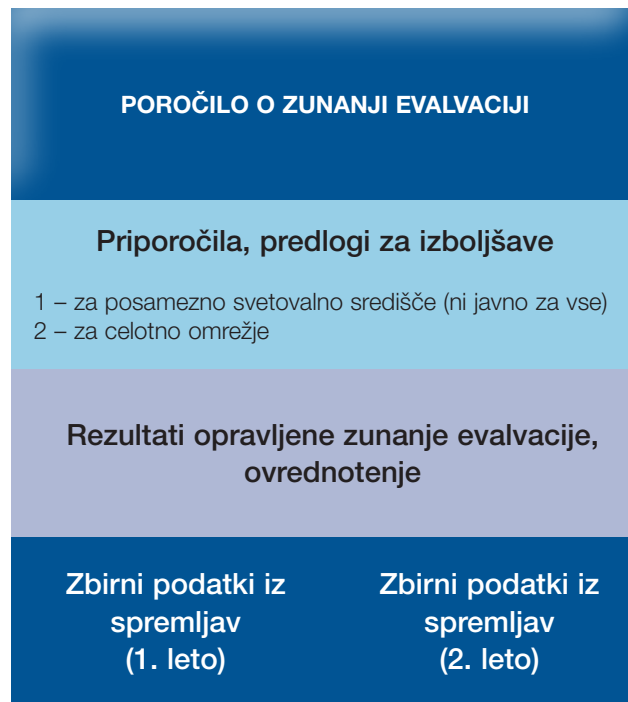 POROČILO O ZUNANJI EVALVACIJI
Priporočila, predlogi za izboljšave
1 – za posamezno svetovalno središče (ni javno za vse)
2 – za celotno omrežje
Rezultati opravljene zunanje evalvacije,
ovrednotenje
Zbirni podatki iz
spremljav
(1. leto)
Zbirni podatki iz
spremljav
(2. leto)